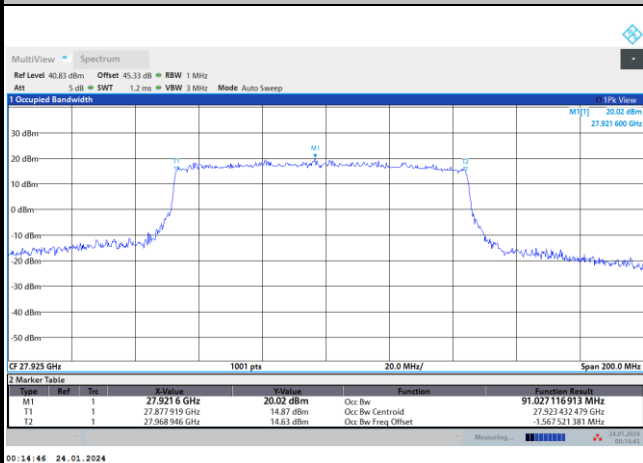 MultiView Spectrum
Ref Level 40.83 dBm Offset 45.33 dB RBW 1 MHz
Att 5 dB SWT 1.2 ms VBW 3 MHz Mode Auto Sweep
1 Occupied Bandwidth 1Pk View
M1[1] 20.02 dBm
27.921 600 GHz
30 dBm
M1
20 dBm
T1 T2
10 dBm
0 dBm
-10 dBm
-20 dBm
-30 dBm
-40 dBm
-50 dBm
CF 27.925 GHz 1001 pts 20.0 MHz/ Span 200.0 MHz
2 Marker Table
Type Ref Trc X-Value Y-Value Function Function Result
M1 1 27.921 6 GHz 20.02 dBm Occ Bw 91.027 116 913 MHz
T1 1 27.877 919 GHz 14.87 dBm Occ Bw Centroid 27.923 432 479 GHz
T2 1 27.968 946 GHz 14.63 dBm Occ Bw Freq Offset -1.567 521 381 MHz
Measuring... 24.01.2024
00:14:45
00:14:46 24.01.2024